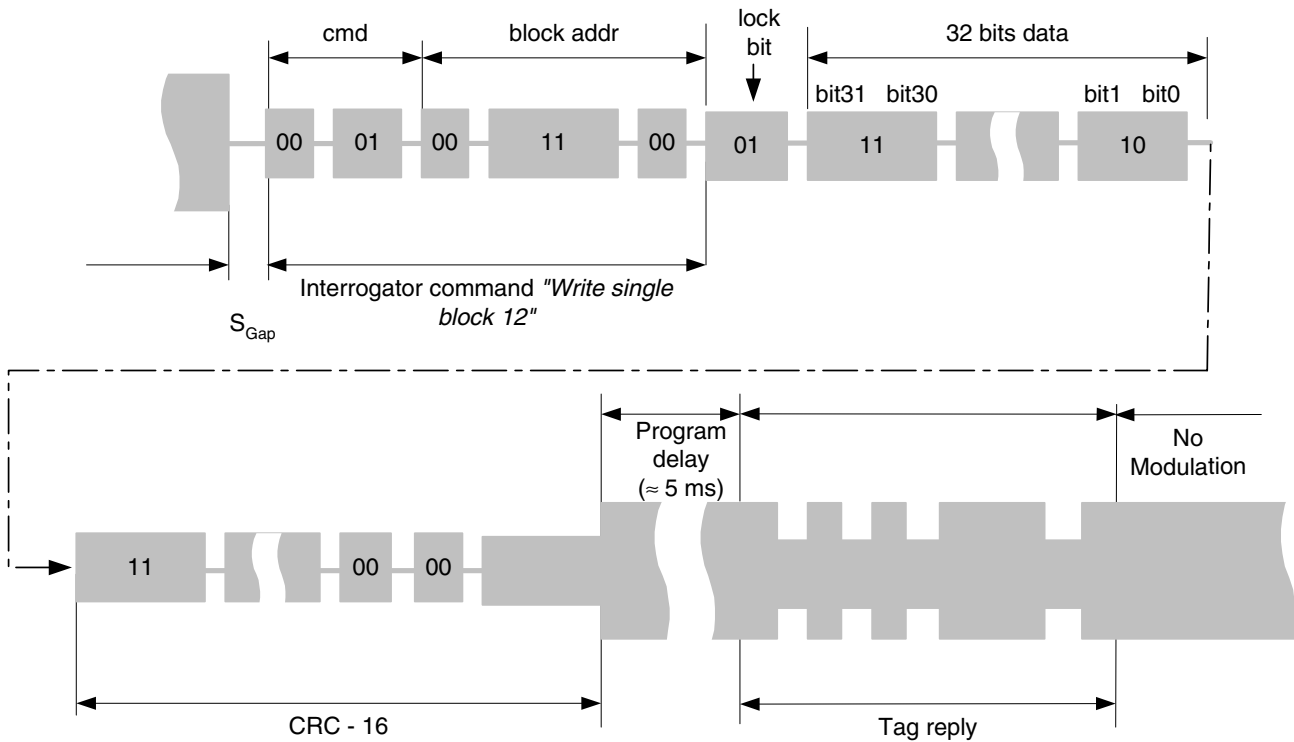 cmd
block addr
lock
bit
32 bits data
bit31
bit30
bit1
bit0
00
01
00
11
00
01
11
10
Interrogator command "Write single
block 12"
S_Gap
Program
delay
(≈ 5 ms)
No
Modulation
11
00
00
CRC - 16
Tag reply